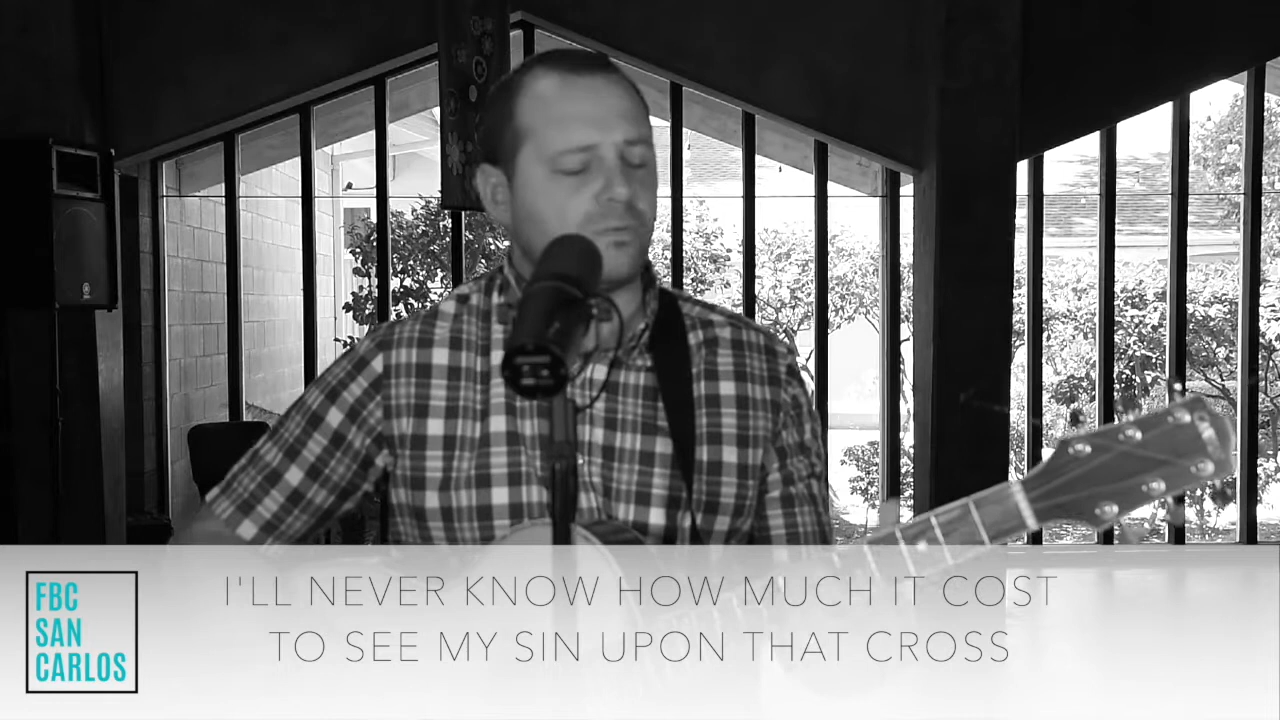 I'LL NEVER KNOW HOW MUCH IT COST
TO SEE MY SIN UPON THAT CROSS
FBC
SAN
CARLOS